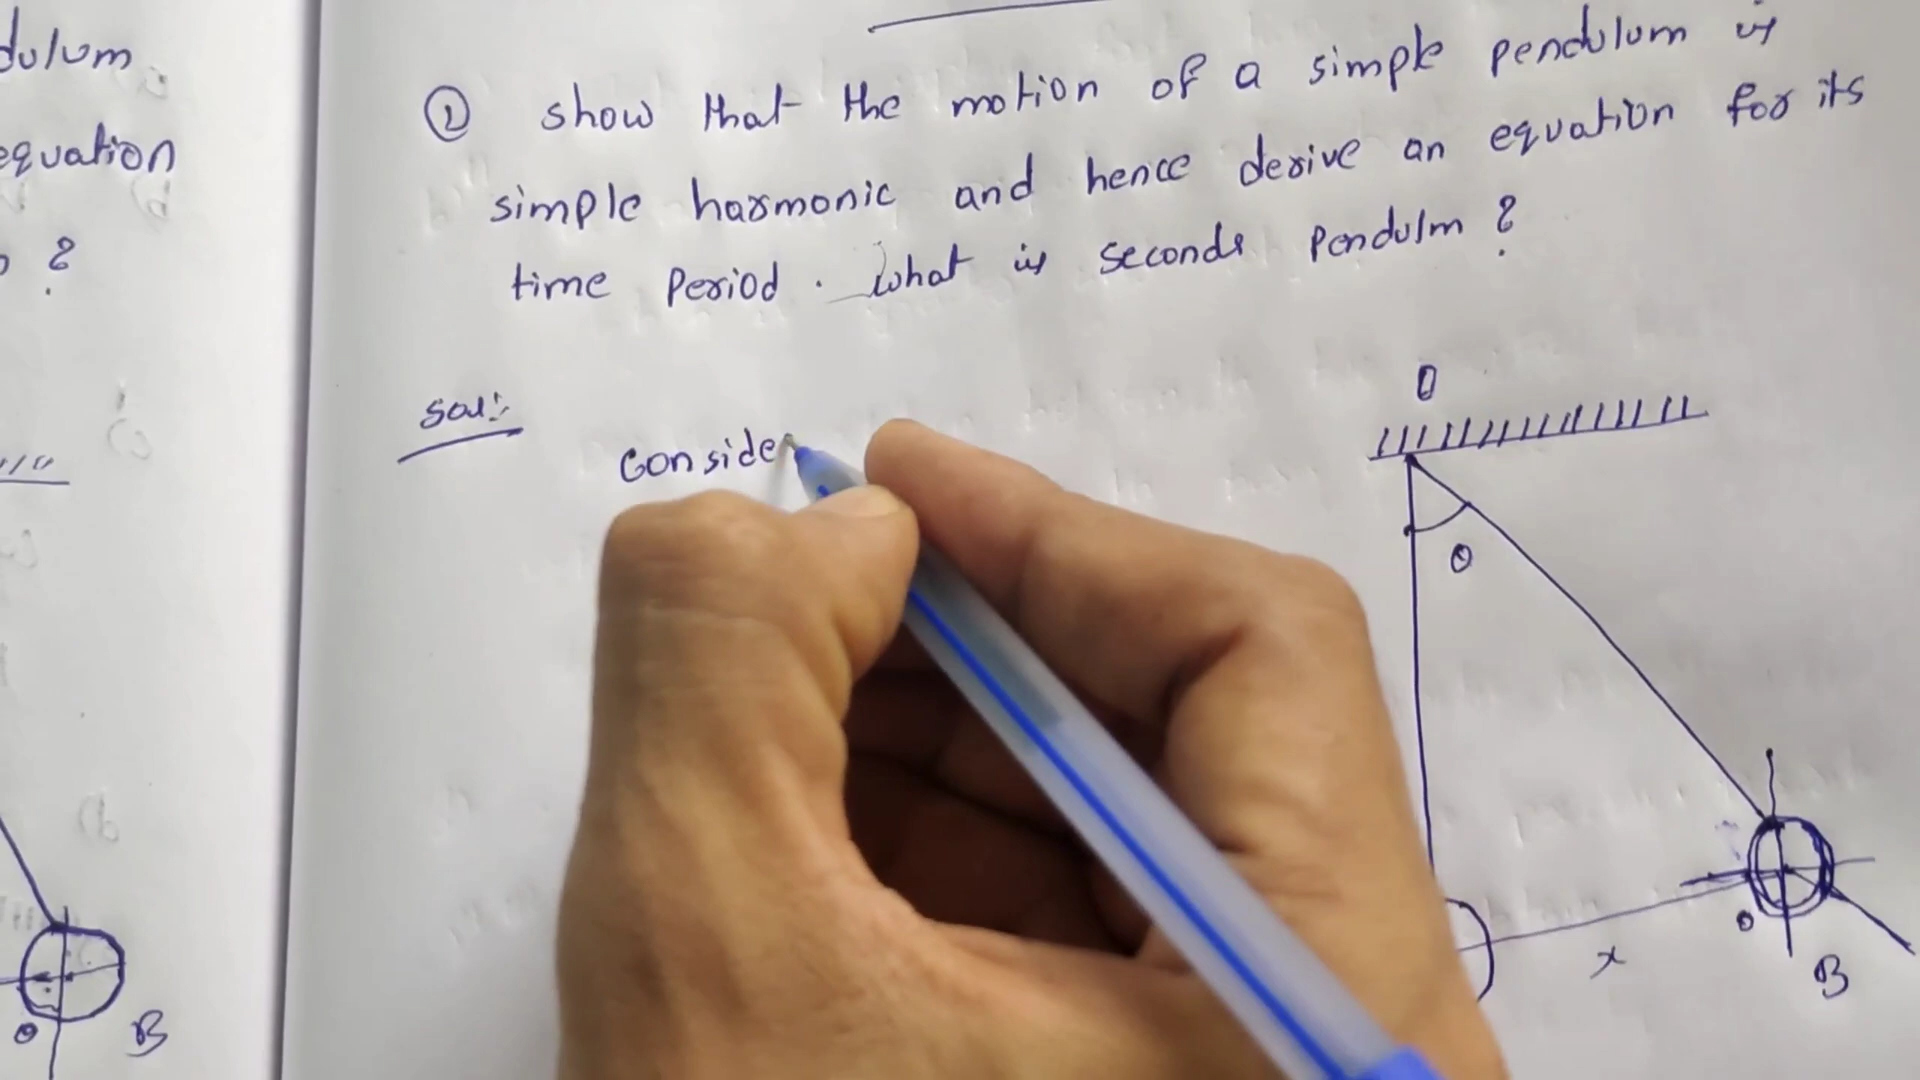 dulum
equation
?
① show that the motion of a simple pendulum is
simple harmonic and hence derive an equation for its
time Period. What is seconds Pendulm ?
Sol:
Conside
O
θ
x
B
θ
θ
B